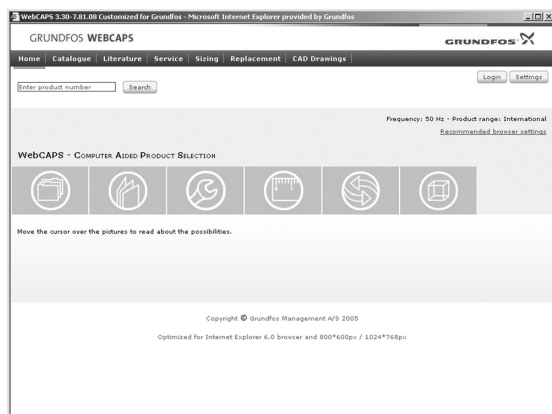 WebCAPS 3.30-7.81.08 Customized for Grundfos - Microsoft Internet Explorer provided by Grundfos
GRUNDFOS WEBCAPS
GRUNDFOS
Home | Catalogue | Literature | Service | Sizing | Replacement | CAD Drawings |
Login Settings
Enter product number Search
Frequency: 50 Hz - Product range: International
Recommended browser settings
WebCAPS - Computer Aided Product Selection
Move the cursor over the pictures to read about the possibilities.
Copyright © Grundfos Management A/S 2005
Optimized for Internet Explorer 6.0 browser and 800*600px / 1024*768px